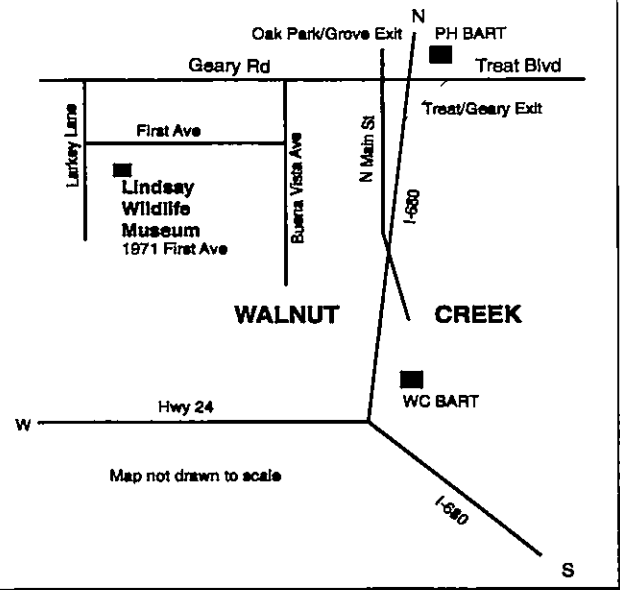 N
Oak Park/Grove Exit
PH BART
Geary Rd
Treat Blvd
Treat/Geary Exit
Larkey Lane
First Ave
Buena Vista Ave
N Main St
I-680
Lindsay
Wildlife
Museum
1971 First Ave
WALNUT CREEK
WC BART
Hwy 24
W
Map not drawn to scale
I-680
S